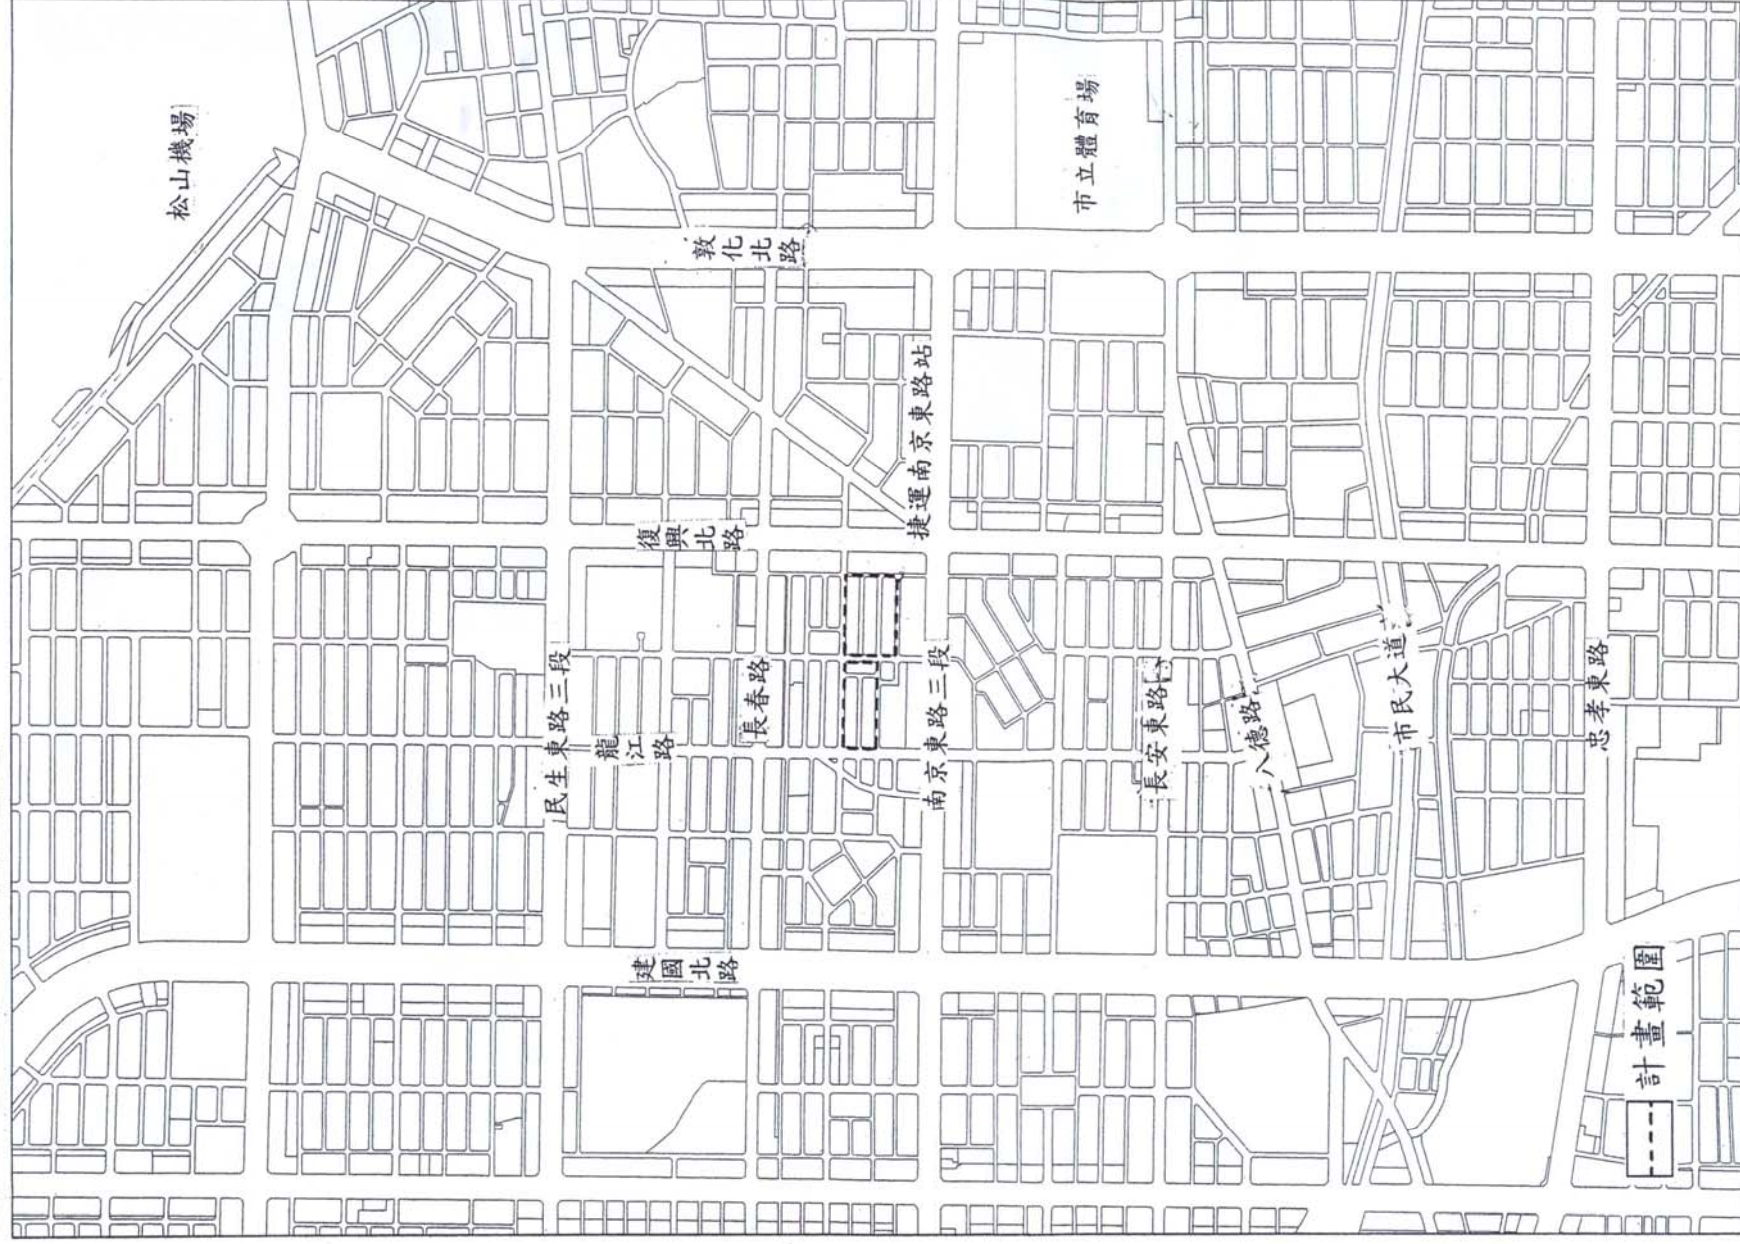 松山機場
敦化北路
市立體育場
捷運南京東路站
復興北路
長春路
民生東路三段
龍江路
南京東路三段
長安東路
八德路
市民大道
忠孝東路
建國北路
計畫範圍